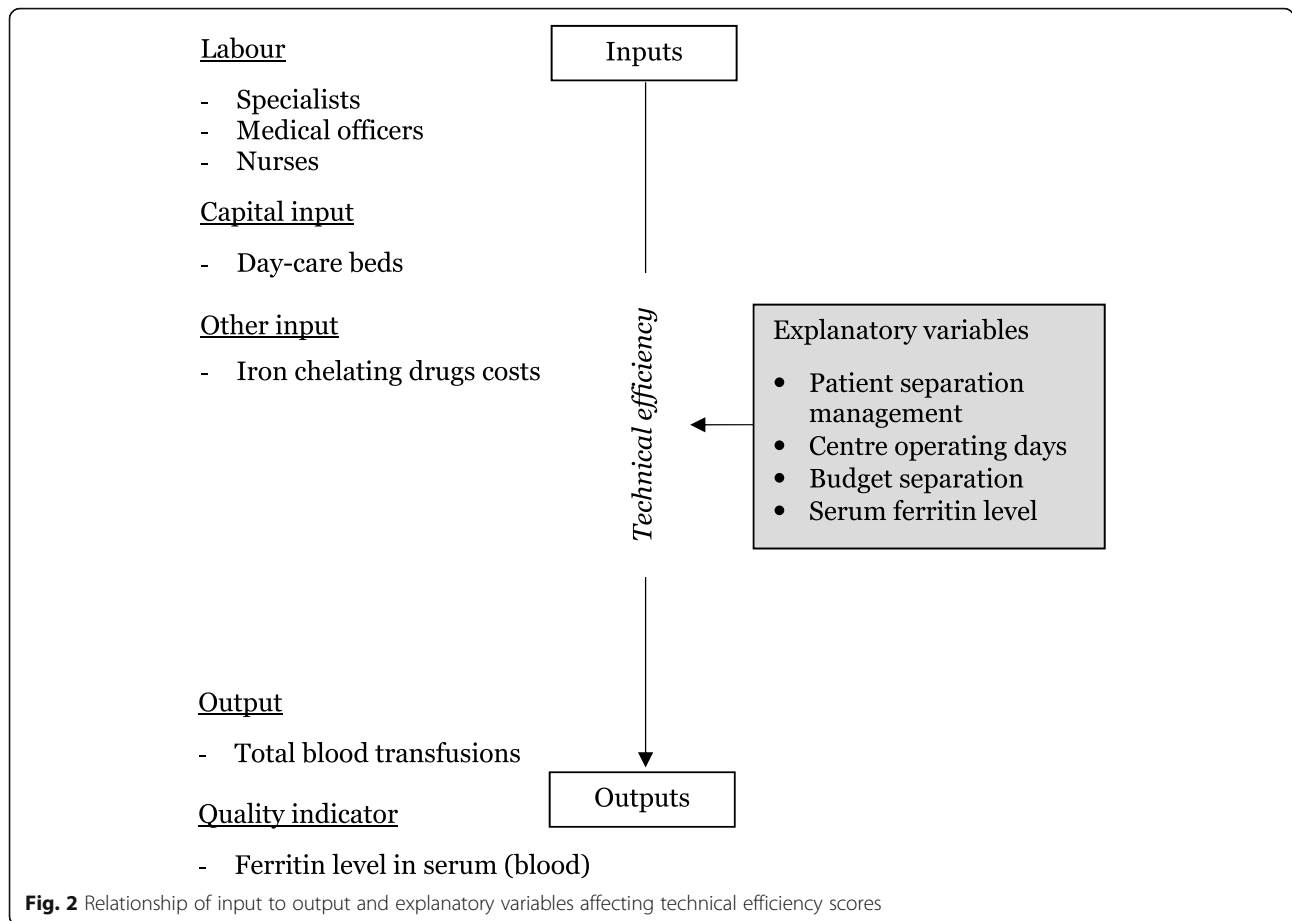 Labour
- Specialists
- Medical officers
- Nurses
Capital input
- Day-care beds
Other input
- Iron chelating drugs costs
Inputs
Technical efficiency
Explanatory variables
• Patient separation
management
• Centre operating days
• Budget separation
• Serum ferritin level
Output
- Total blood transfusions
Quality indicator
- Ferritin level in serum (blood)
Outputs
Fig. 2 Relationship of input to output and explanatory variables affecting technical efficiency scores